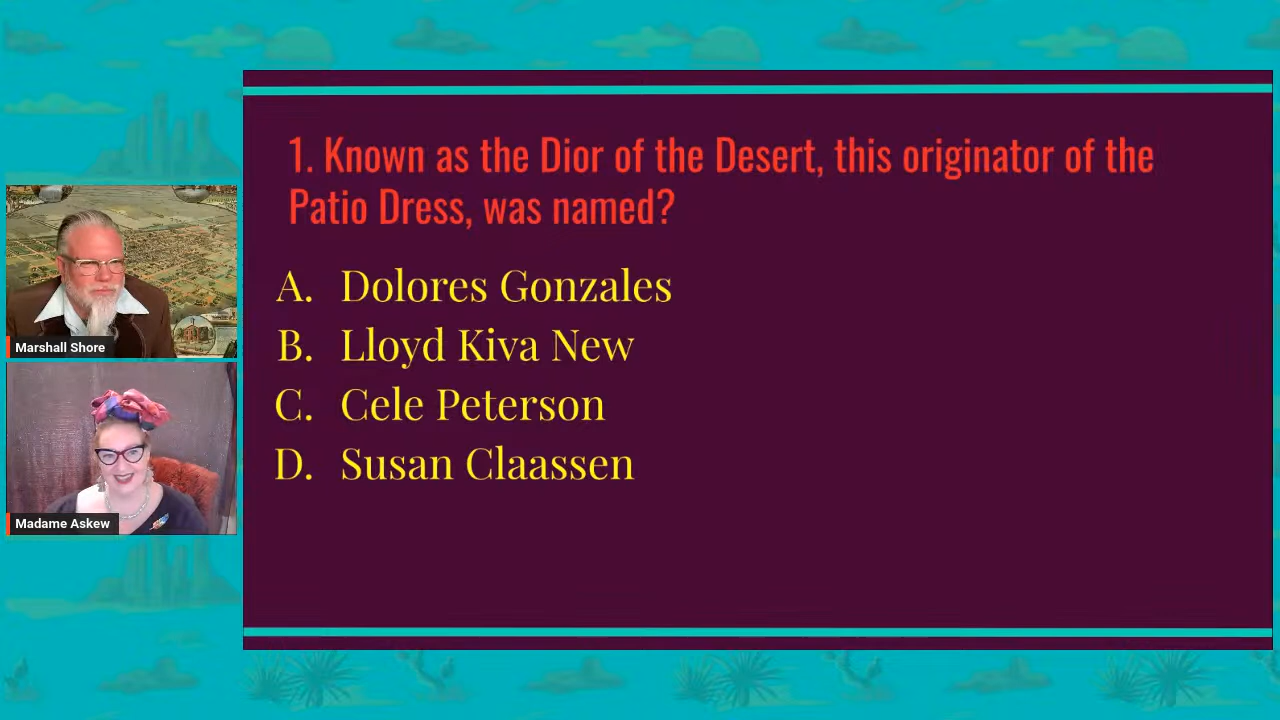 1. Known as the Dior of the Desert, this originator of the
Patio Dress, was named?
A. Dolores Gonzales
B. Lloyd Kiva New
C. Cele Peterson
D. Susan Claassen
Marshall Shore
Madame Askew